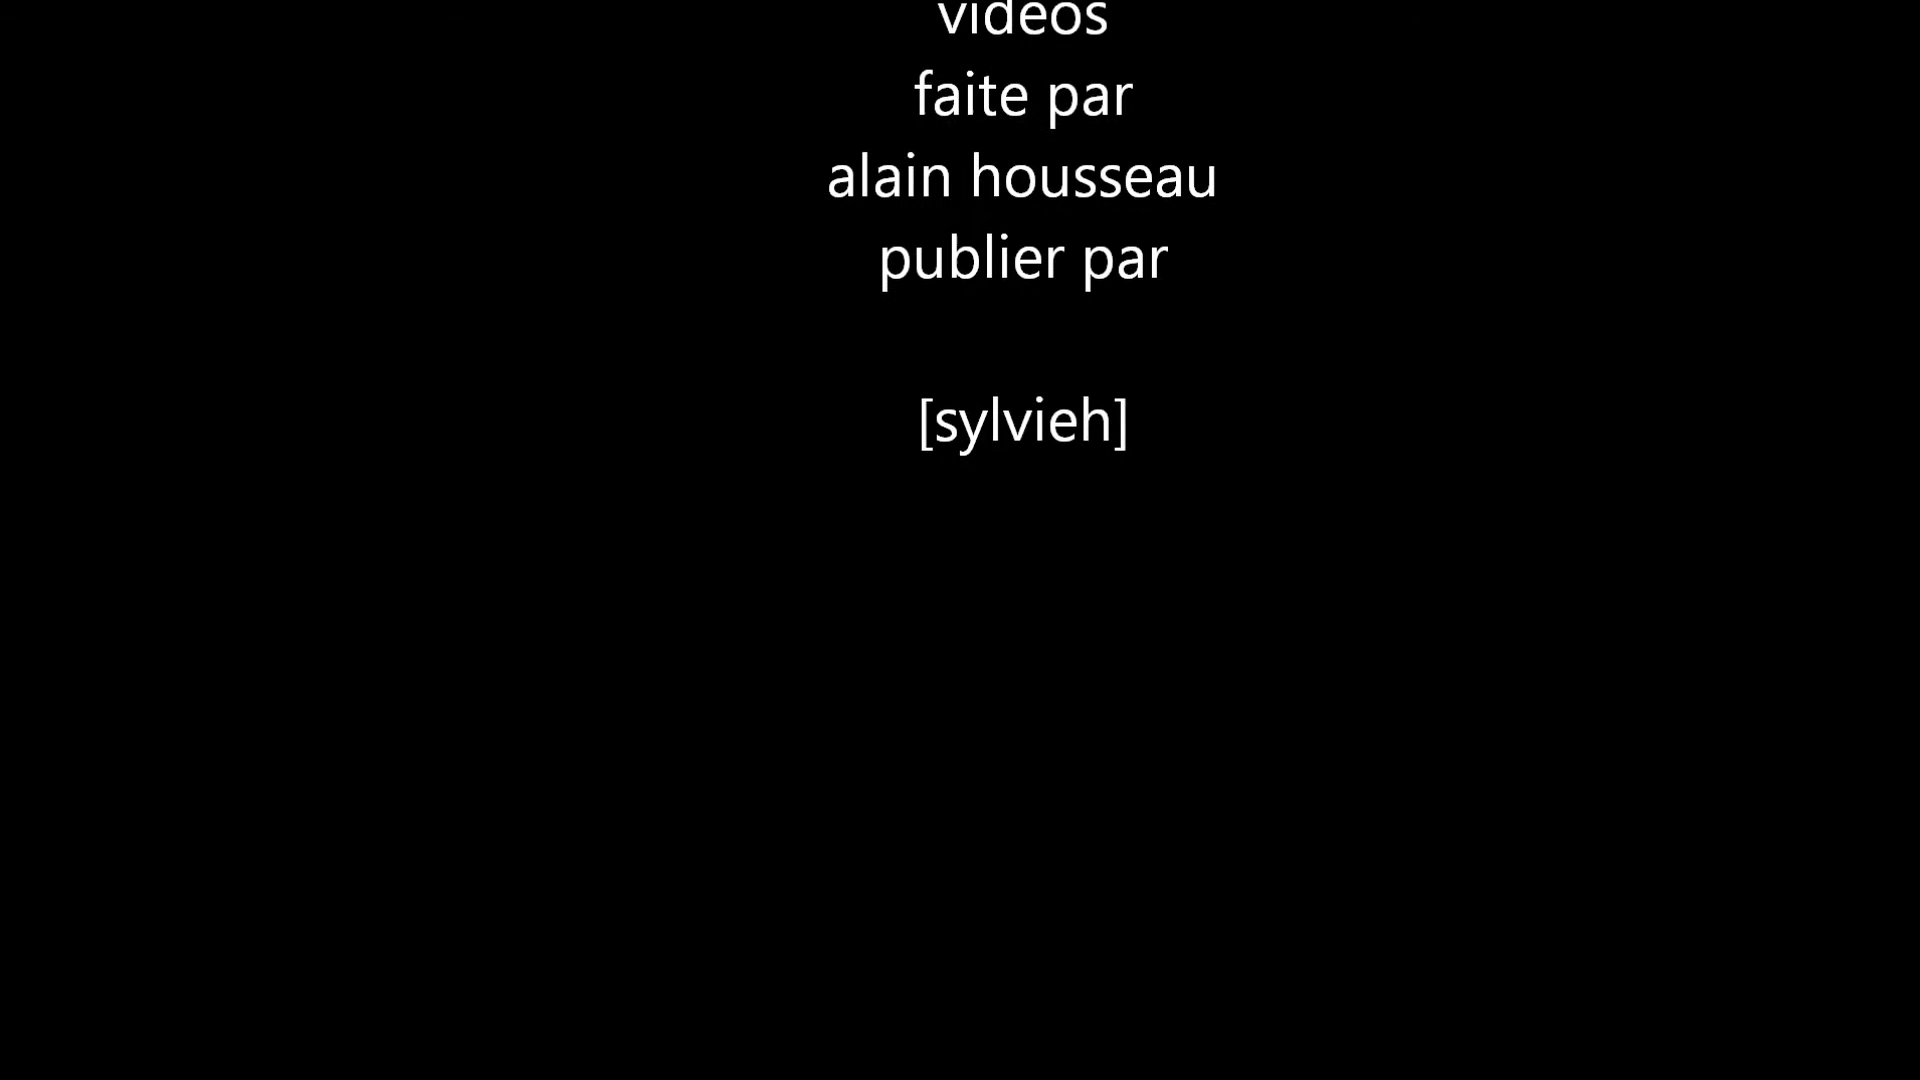 videos
faite par
alain housseau
publier par
[sylvieh]